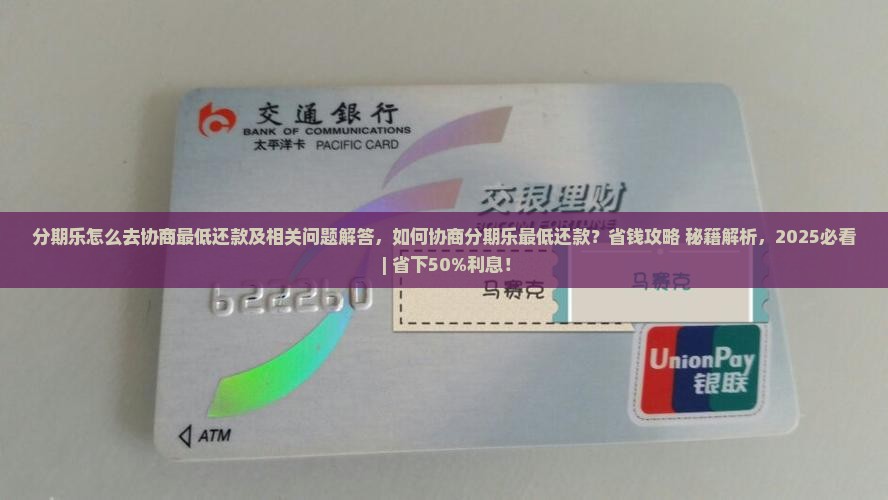 交通銀行
BANK OF COMMUNICATIONS
太平洋卡 PACIFIC CARD
交银理财
分期乐怎么去协商最低还款及相关问题解答，如何协商分期乐最低还款？省钱攻略 秘籍解析，2025必看
| 省下50%利息！
622260
马赛克
马赛克
UnionPay
银联
ATM